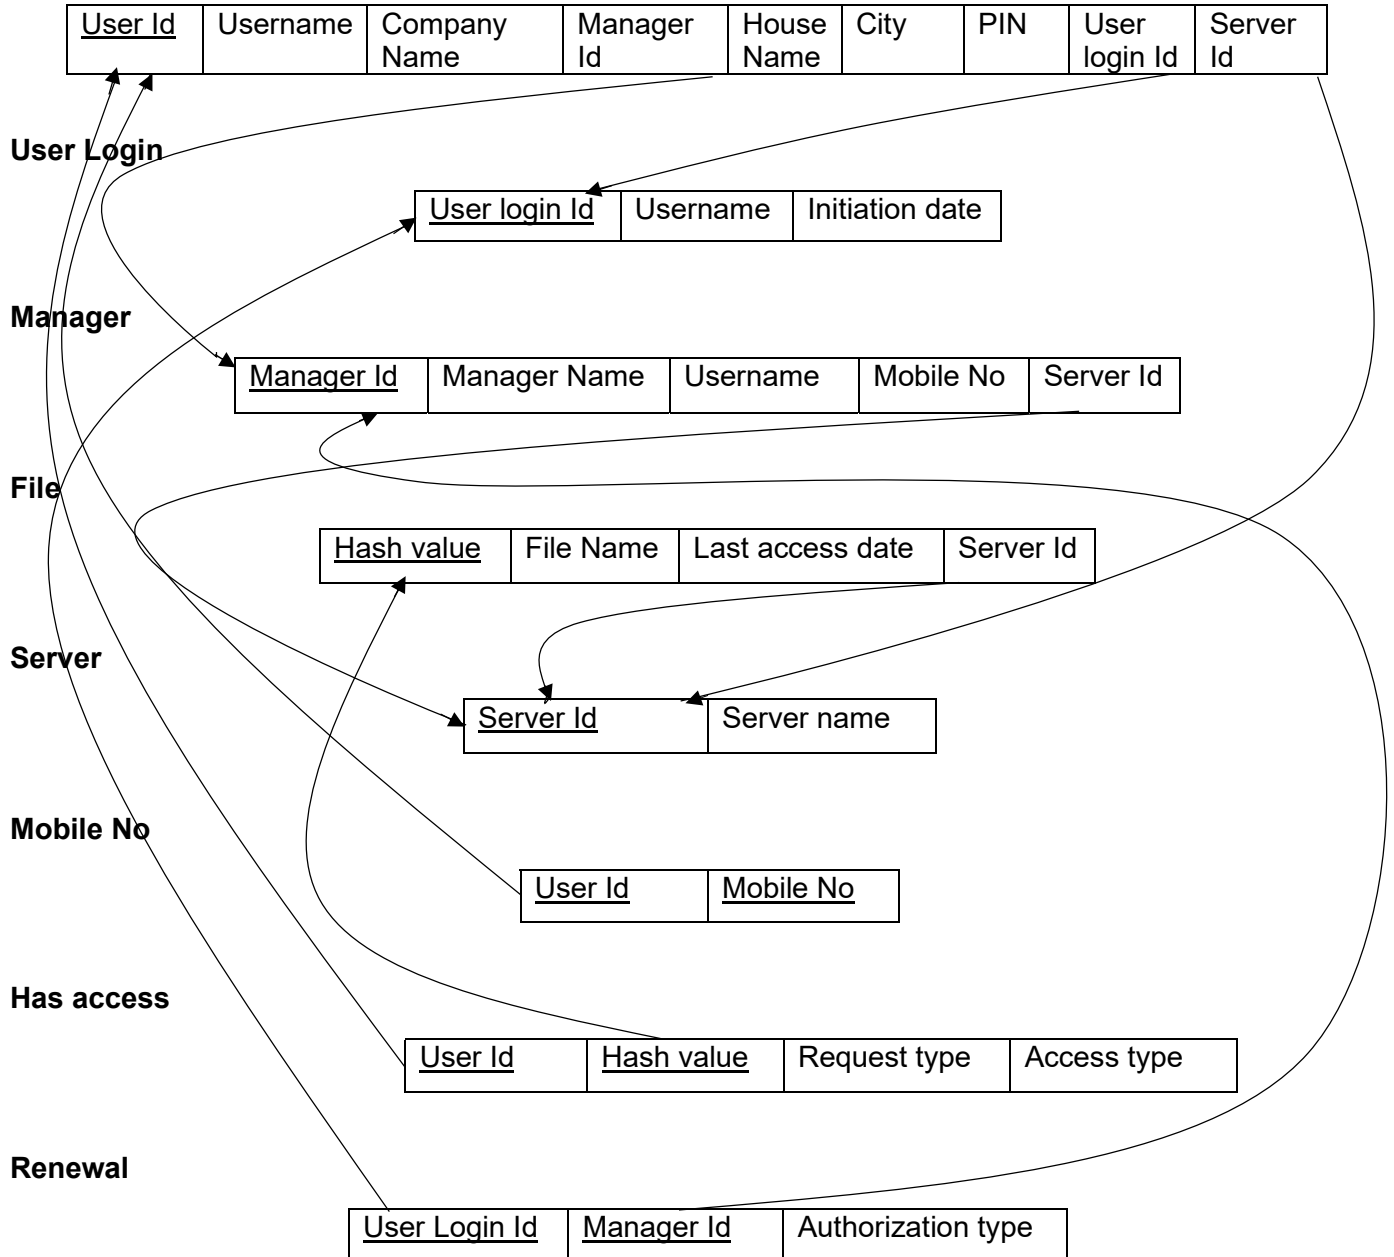 User Id Username Company Manager House City PIN User Server
Name Id Name login Id Id
User Login
User login Id Username Initiation date
Manager
Manager Id Manager Name Username Mobile No Server Id
File
Hash value File Name Last access date Server Id
Server
Server Id Server name
Mobile No
User Id Mobile No
Has access
User Id Hash value Request type Access type
Renewal
User Login Id Manager Id Authorization type